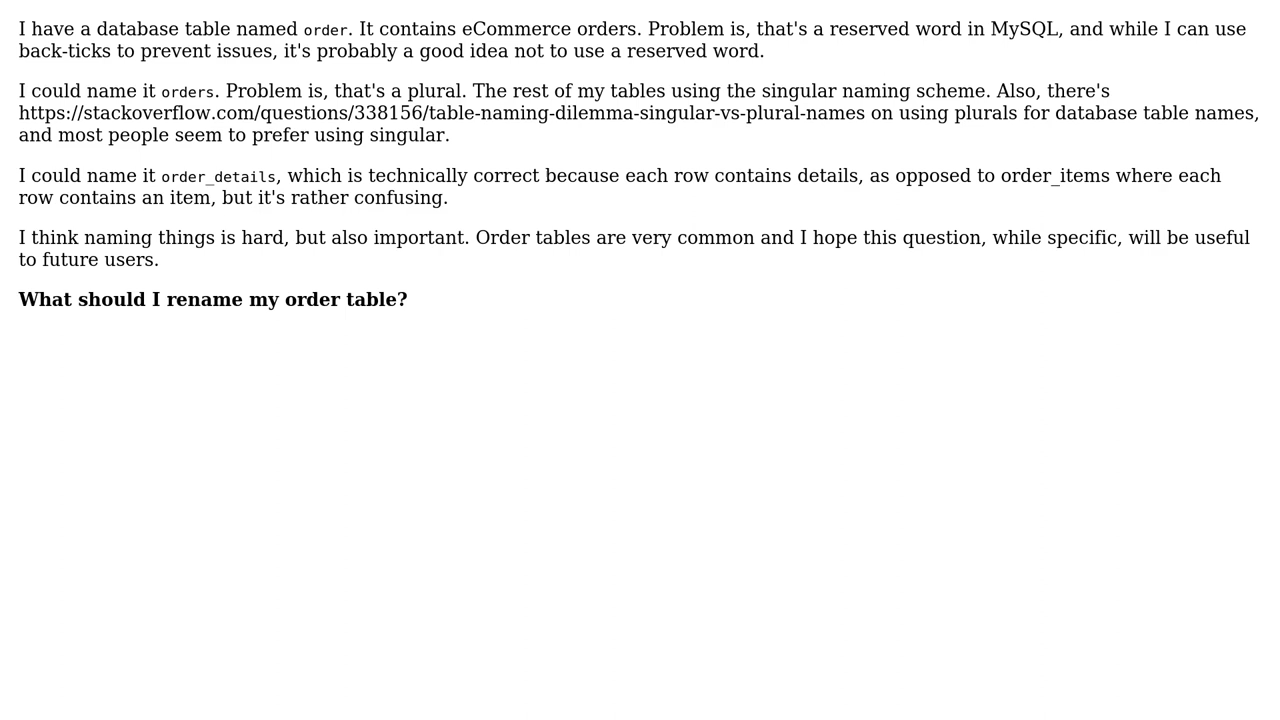 I have a database table named order. It contains eCommerce orders. Problem is, that's a reserved word in MySQL, and while I can use
back-ticks to prevent issues, it's probably a good idea not to use a reserved word.
I could name it orders. Problem is, that's a plural. The rest of my tables using the singular naming scheme. Also, there's
https://stackoverflow.com/questions/338156/table-naming-dilemma-singular-vs-plural-names on using plurals for database table names,
and most people seem to prefer using singular.
I could name it order_details, which is technically correct because each row contains details, as opposed to order_items where each
row contains an item, but it's rather confusing.
I think naming things is hard, but also important. Order tables are very common and I hope this question, while specific, will be useful
to future users.
What should I rename my order table?